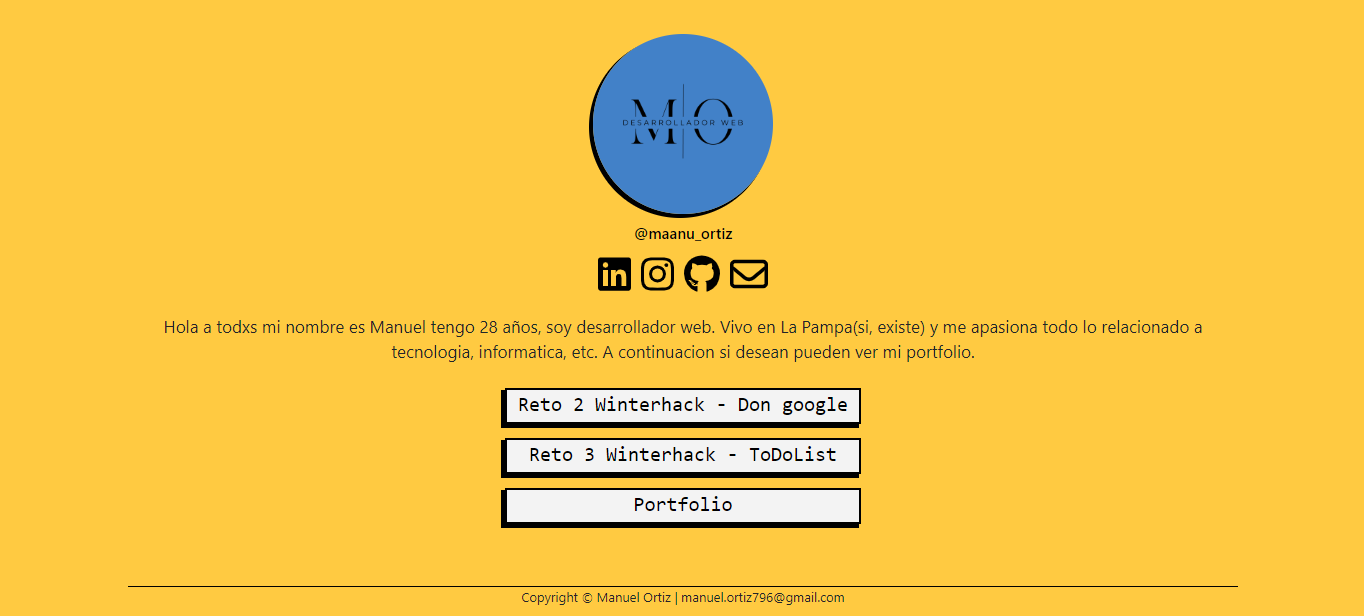 M O
DESARROLLADOR WEB
@maanu_ortiz
in
Hola a todxs mi nombre es Manuel tengo 28 años, soy desarrollador web. Vivo en La Pampa(si, existe) y me apasiona todo lo relacionado a
tecnologia, informatica, etc. A continuacion si desean pueden ver mi portfolio.
Reto 2 Winterhack - Don google
Reto 3 Winterhack - ToDoList
Portfolio
Copyright © Manuel Ortiz | manuel.ortiz796@gmail.com